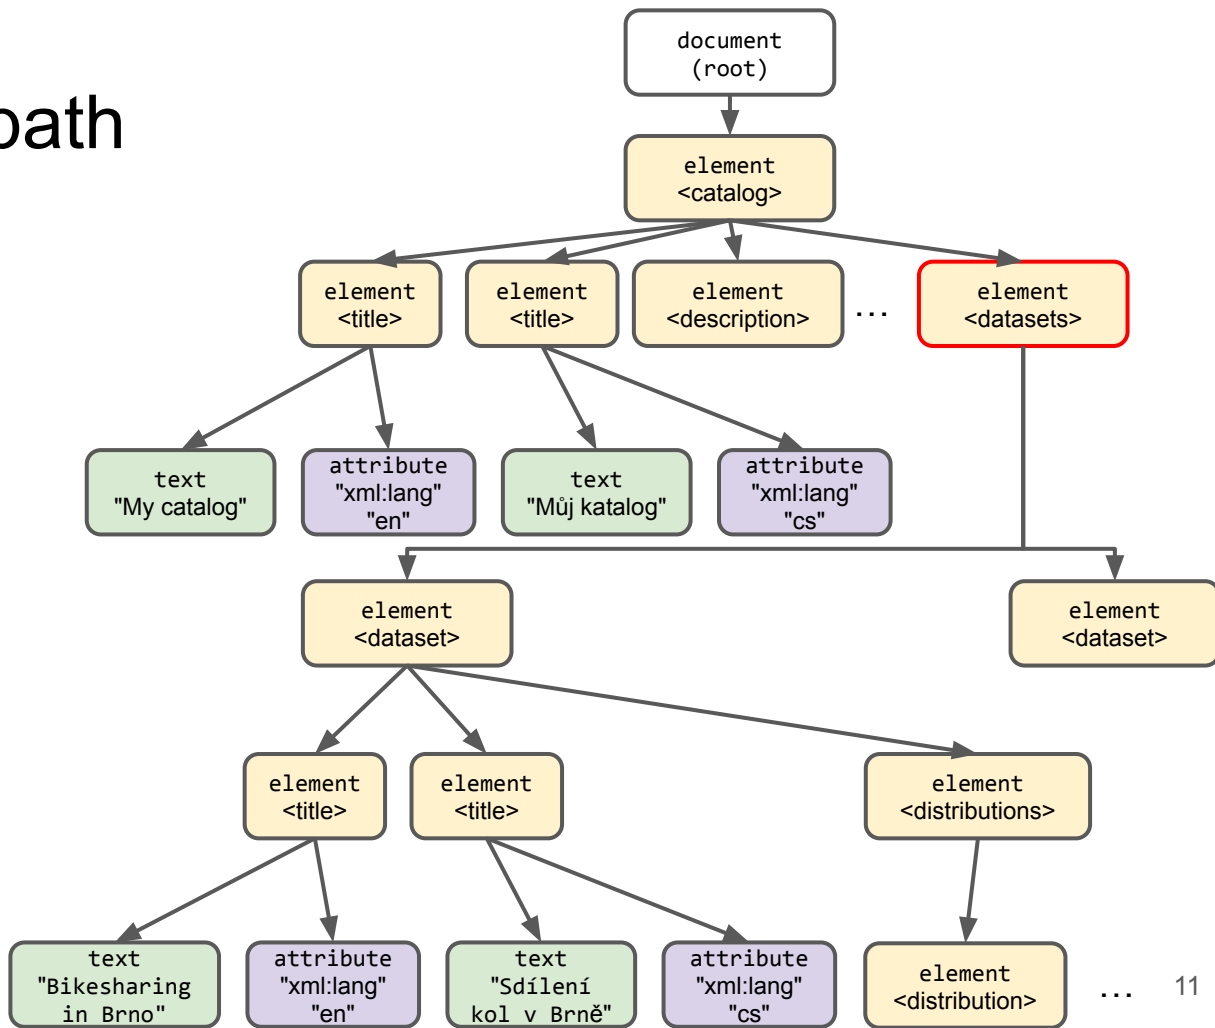 path
document
(root)
element
<catalog>
element
<title>
element
<title>
element
<description>
...
element
<datasets>
text
"My catalog"
attribute
"xml:lang"
"en"
text
"Můj katalog"
attribute
"xml:lang"
"cs"
element
<dataset>
element
<dataset>
element
<title>
element
<title>
element
<distributions>
text
"Bikesharing
in Brno"
attribute
"xml:lang"
"en"
text
"Sdílení
kol v Brně"
attribute
"xml:lang"
"cs"
element
<distribution>
...
11